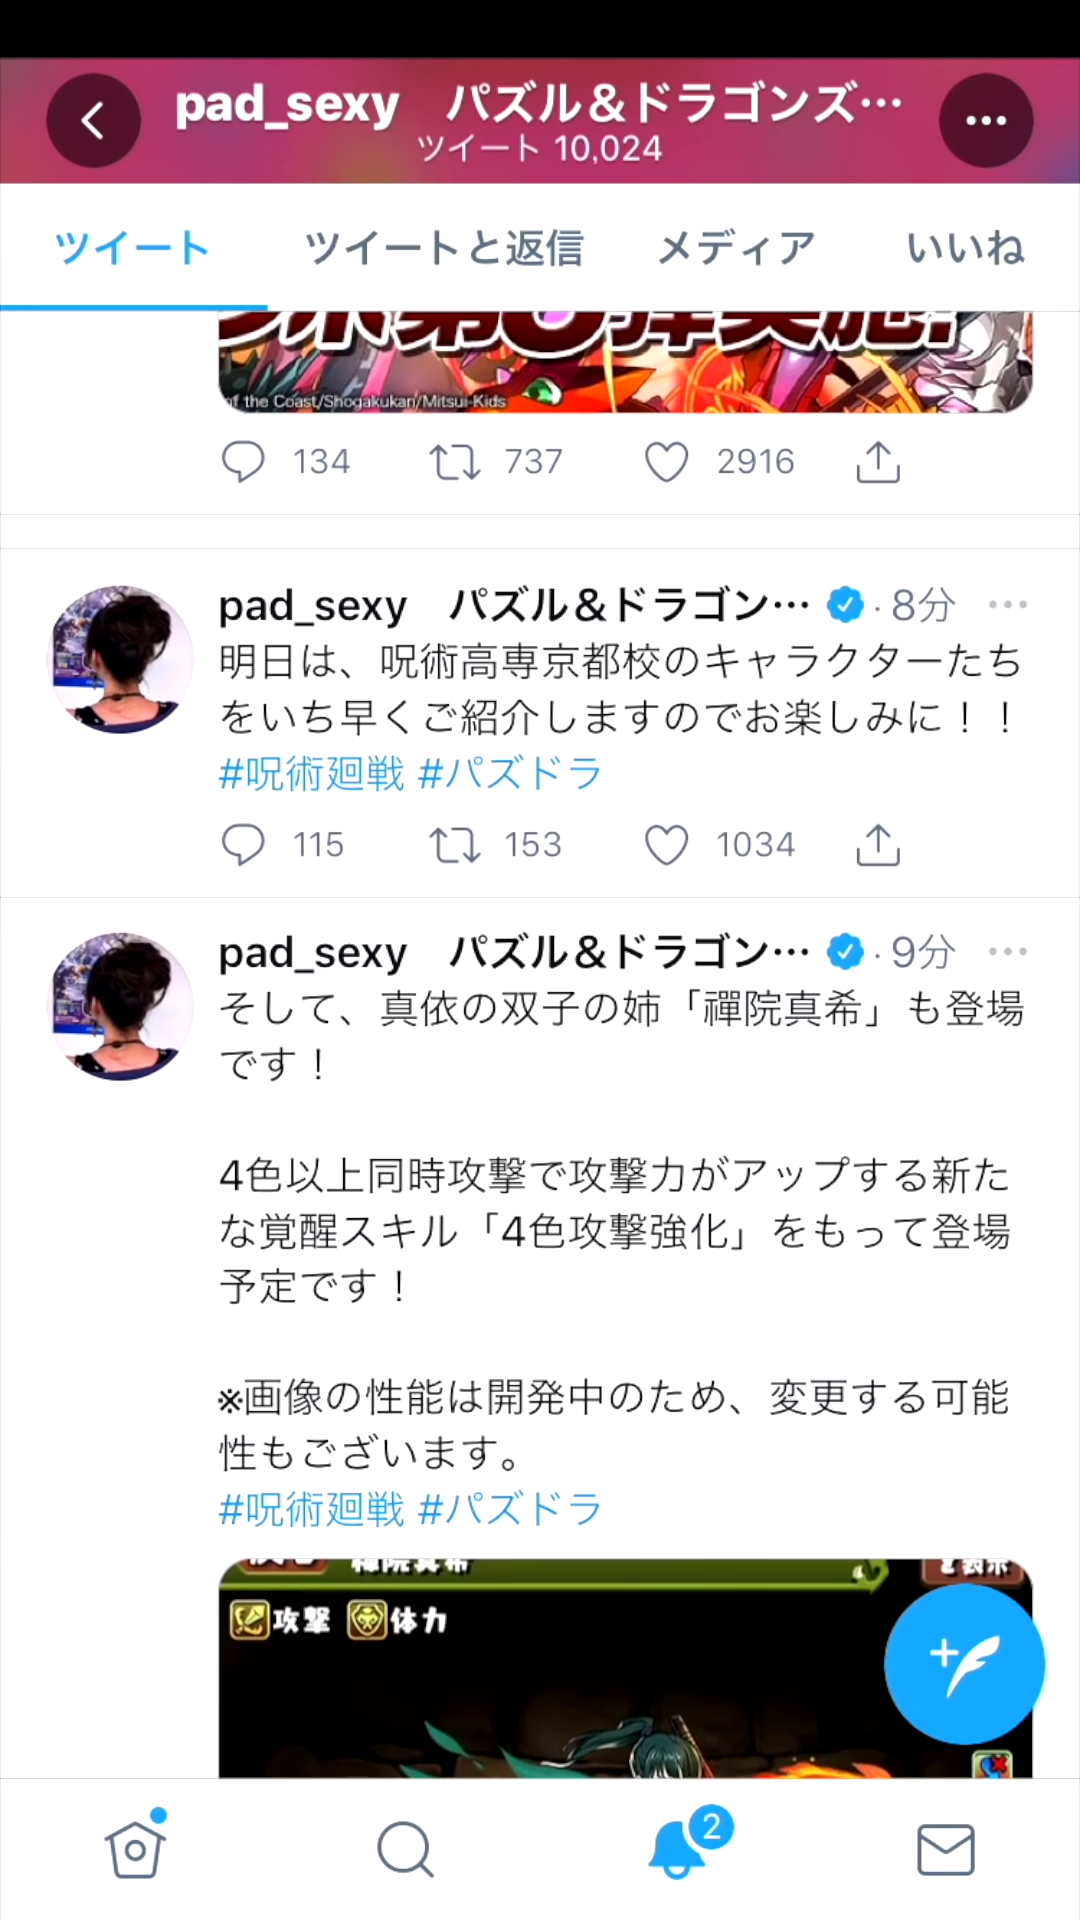 pad_sexy　パズル＆ドラゴンズ…
ツイート 10,024
ツイート ツイートと返信 メディア いいね
of the Coast/Shogakukan/Mitsui-Kids
134 737 2916
pad_sexy　パズル＆ドラゴン… · 8分
明日は、呪術高専京都校のキャラクターたち
をいち早くご紹介しますのでお楽しみに！！
#呪術廻戦 #パズドラ
115 153 1034
pad_sexy　パズル＆ドラゴン… · 9分
そして、真依の双子の姉「禪院真希」も登場
です！
4色以上同時攻撃で攻撃力がアップする新た
な覚醒スキル「4色攻撃強化」をもって登場
予定です！
※画像の性能は開発中のため、変更する可能
性もございます。
#呪術廻戦 #パズドラ
禪院真希 を表示
攻撃 体力
2